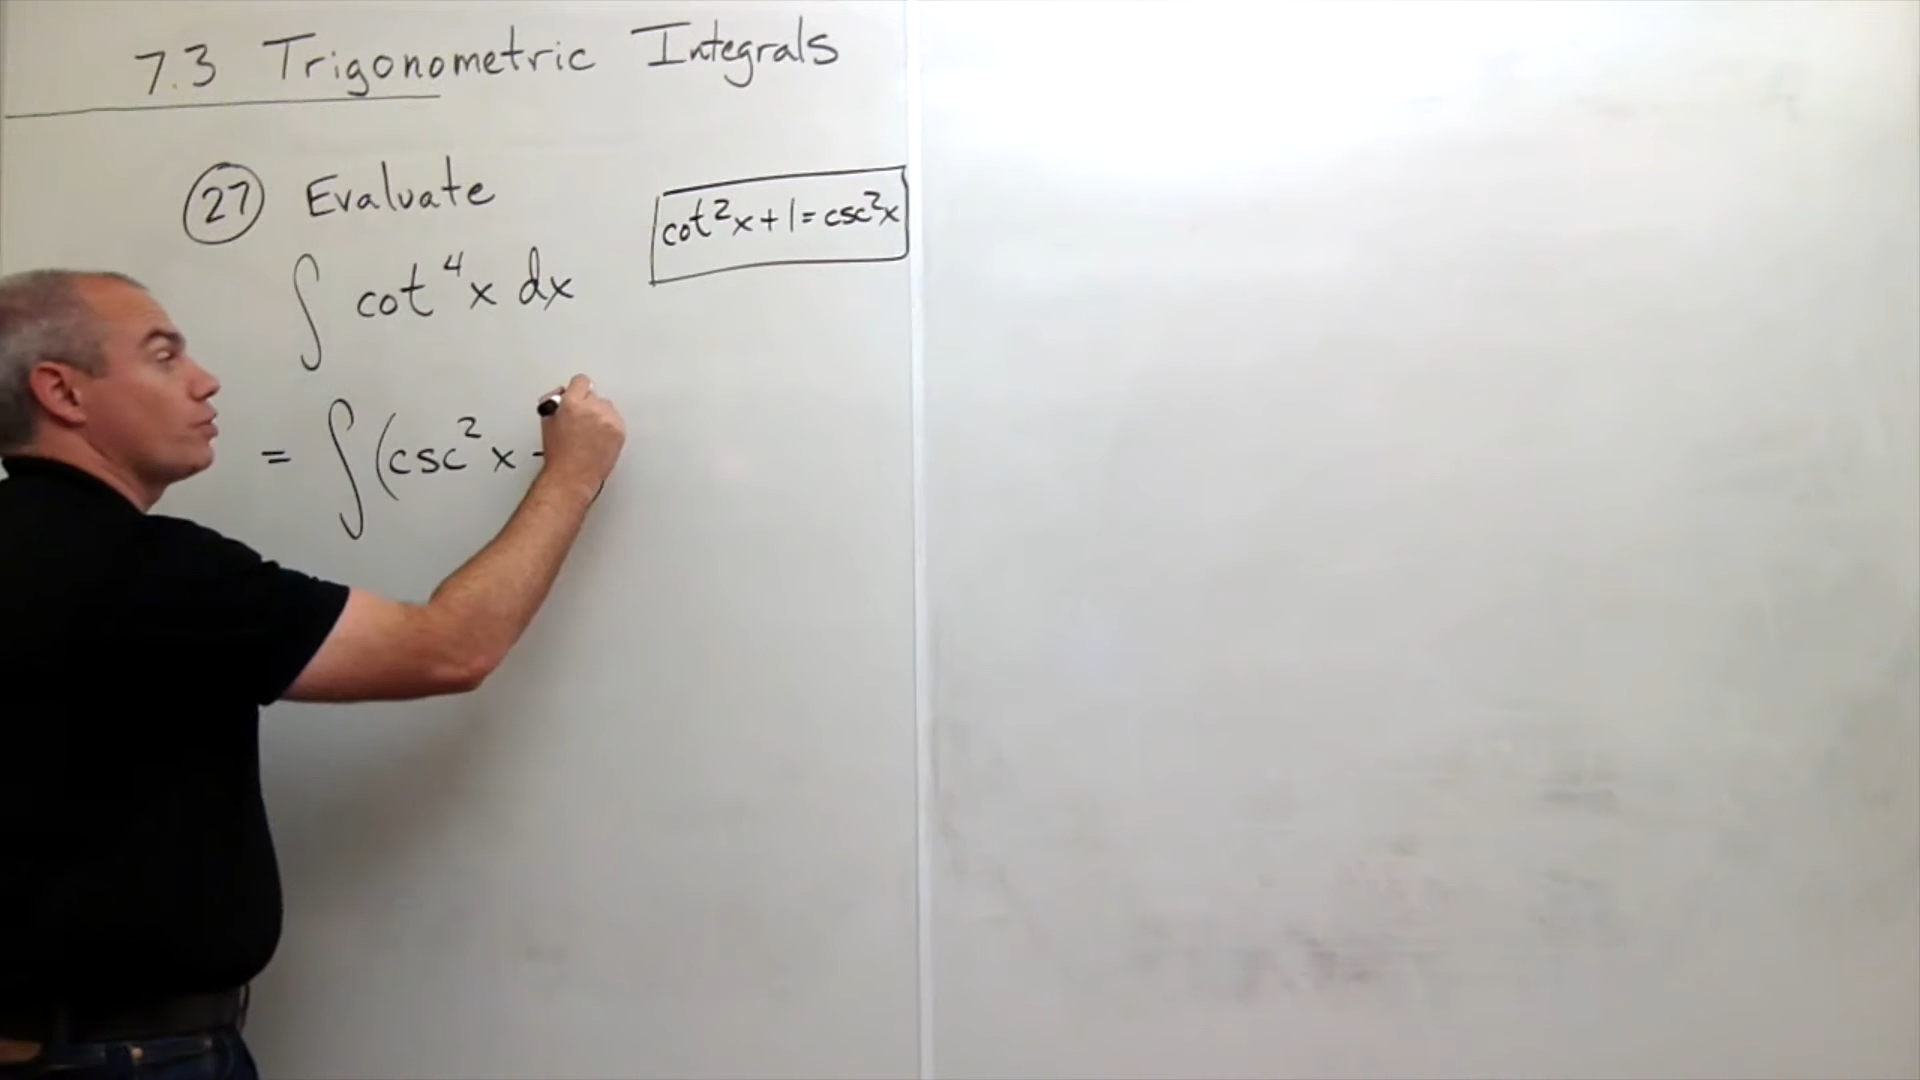 7.3 Trigonometric Integrals
27 Evaluate
cot²x + 1 = csc²x
∫ cot⁴x dx
= ∫ (csc²x -